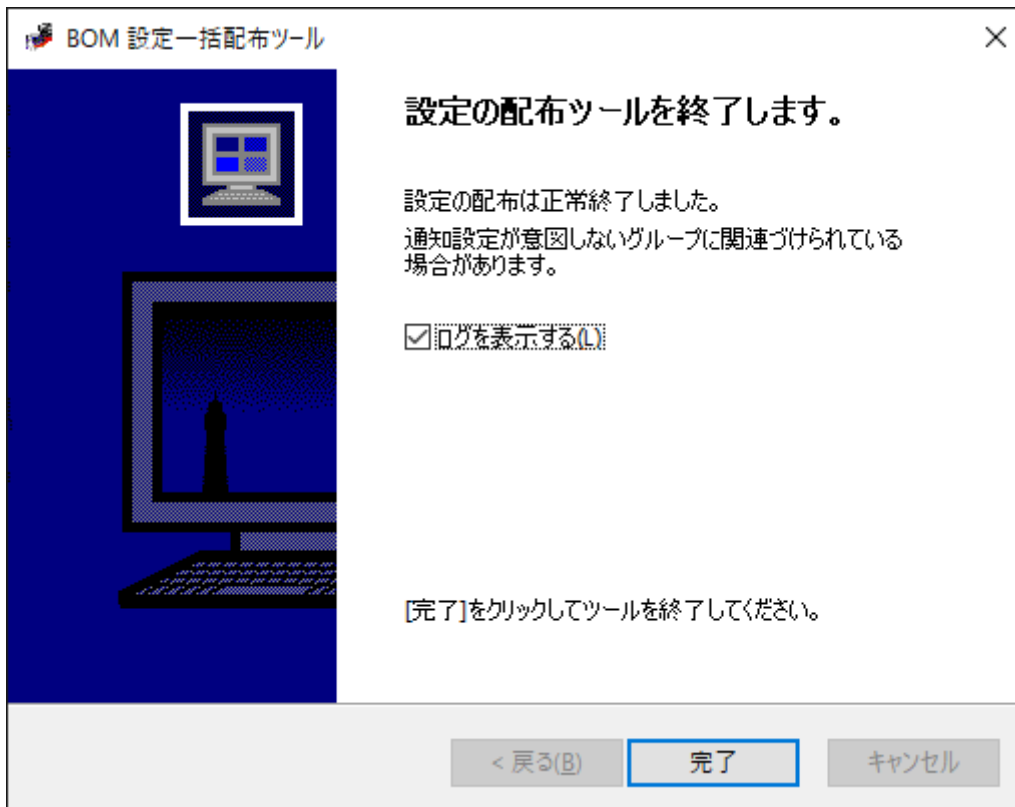 BOM 設定一括配布ツール
設定の配布ツールを終了します。
設定の配布は正常終了しました。
通知設定が意図しないグループに関連づけられている
場合があります。
ログを表示する(L)
[完了]をクリックしてツールを終了してください。
< 戻る(B)
完了
キャンセル